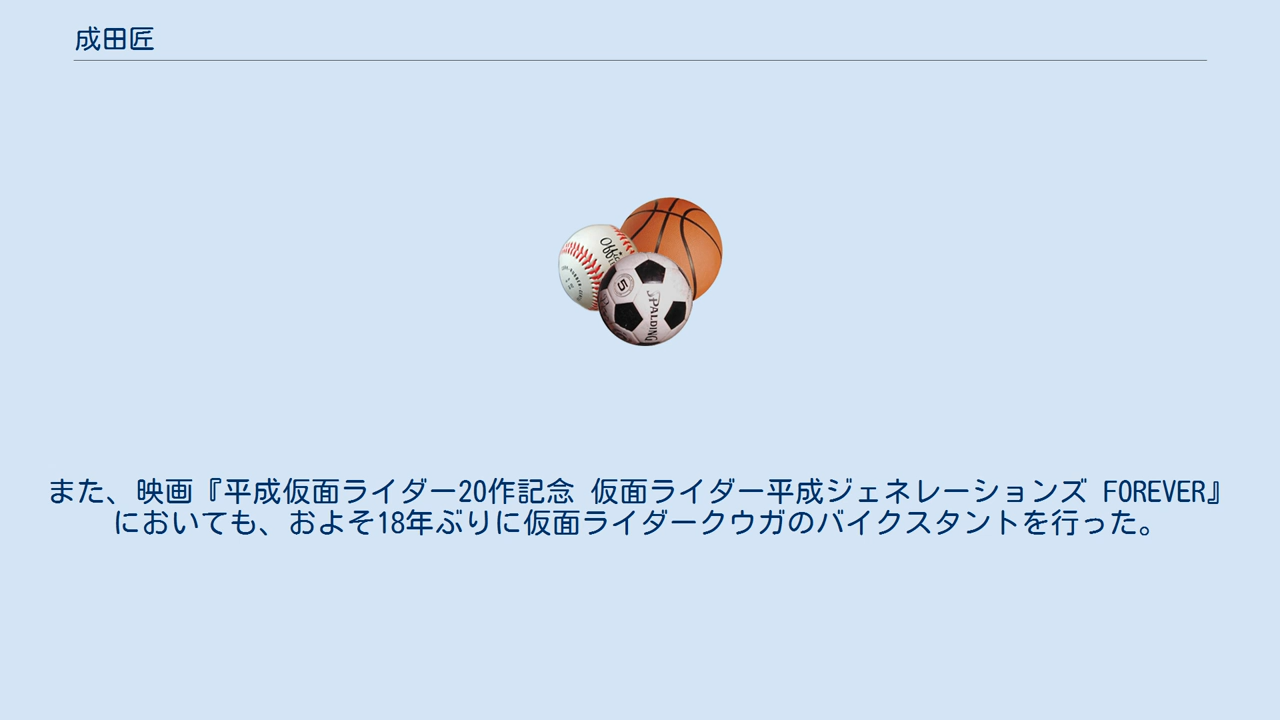 成田匠
Offic
5
SPALDING
また、映画『平成仮面ライダー20作記念 仮面ライダー平成ジェネレーションズ FOREVER』
においても、およそ18年ぶりに仮面ライダークウガのバイクスタントを行った。